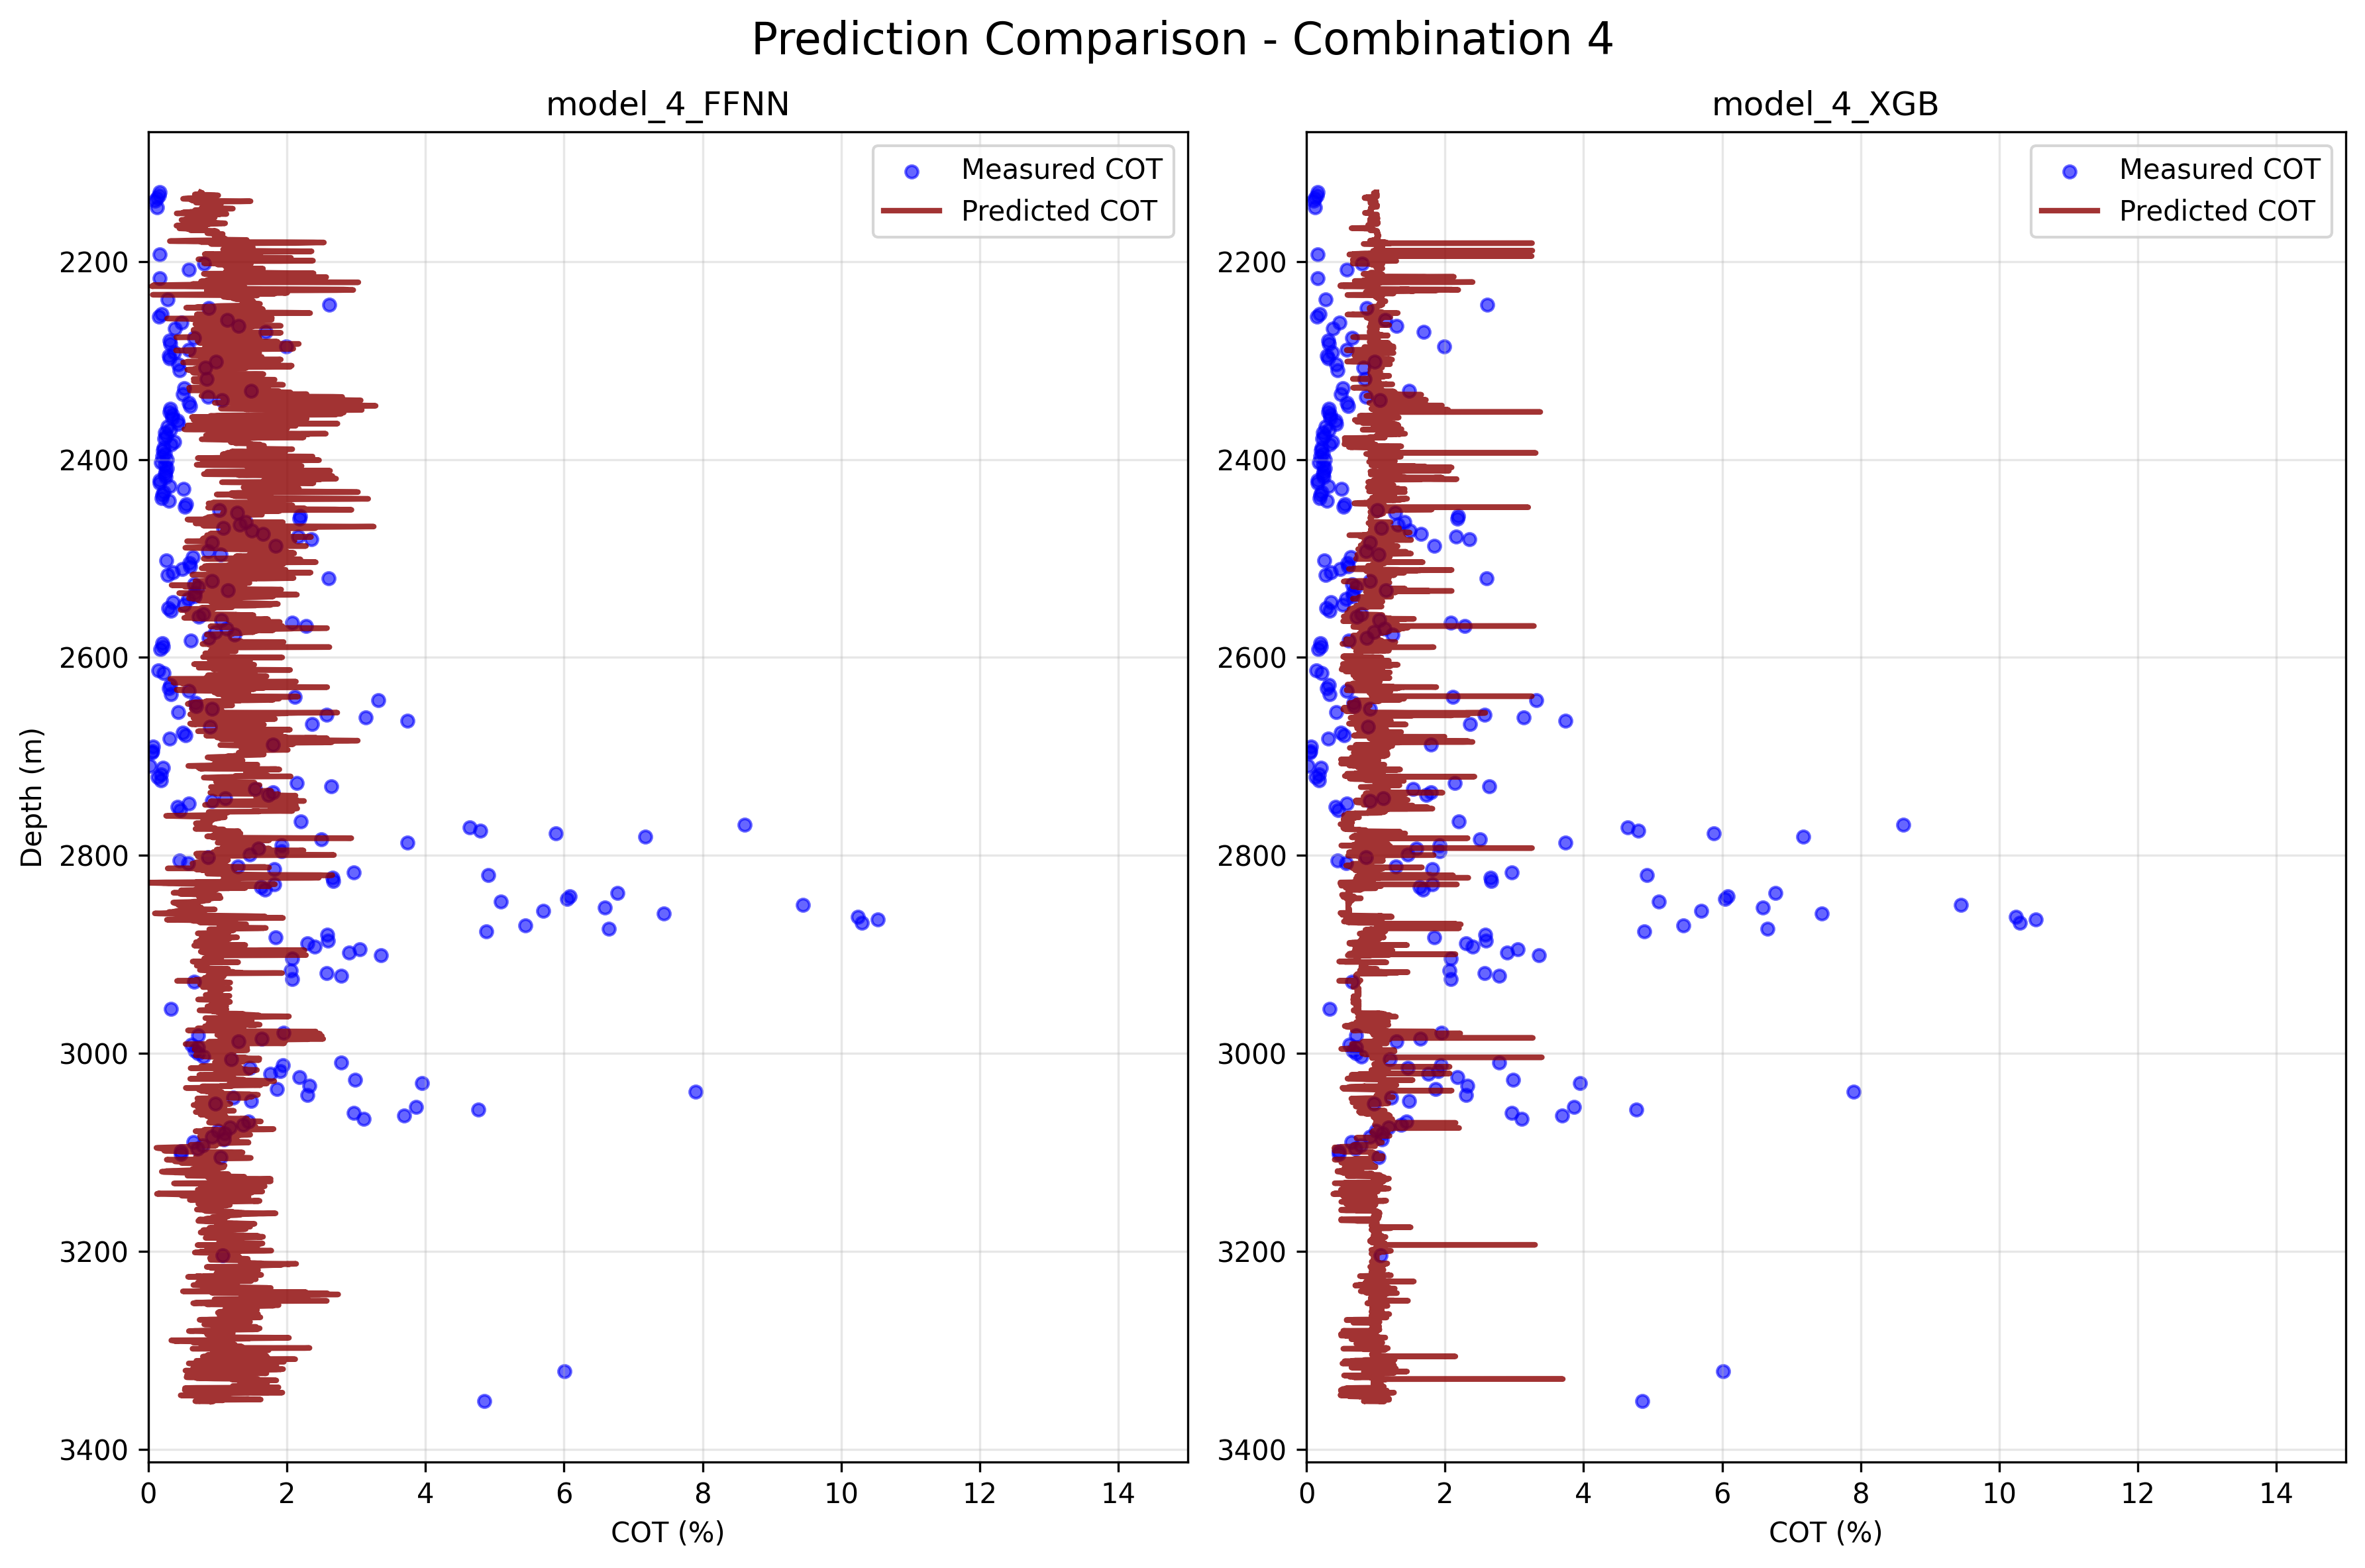 Prediction Comparison - Combination 4
model_4_FFNN
Measured COT
Predicted COT
2200
2400
2600
2800
3000
3200
3400
Depth (m)
0 2 4 6 8 10 12 14
COT (%)
model_4_XGB
Measured COT
Predicted COT
2200
2400
2600
2800
3000
3200
3400
0 2 4 6 8 10 12 14
COT (%)